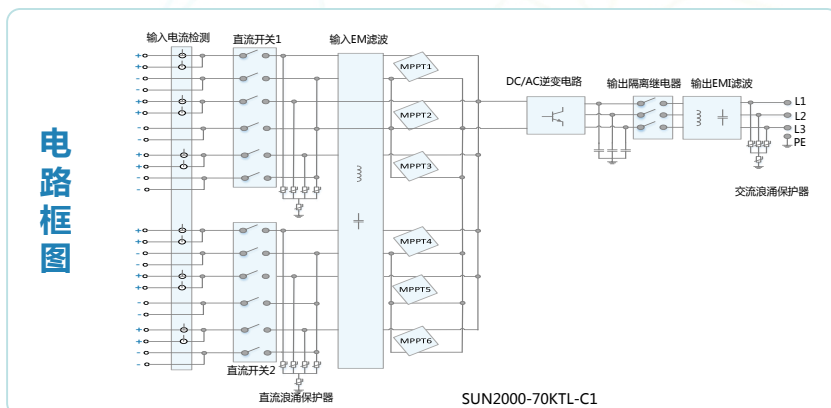 电路框图
输入电流检测
直流开关1
输入EM滤波
MPPT1
MPPT2
MPPT3
MPPT4
MPPT5
MPPT6
直流开关2
直流浪涌保护器
DC/AC逆变电路
输出隔离继电器
输出EMI滤波
L1
L2
L3
PE
交流浪涌保护器
SUN2000-70KTL-C1